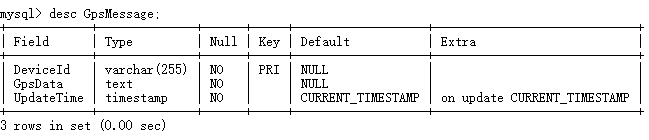 mysql> desc GpsMessage;
Field | Type | Null | Key | Default | Extra
DeviceId | varchar(255) | NO | PRI | NULL | |
GpsData | text | NO | | NULL | |
UpdateTime | timestamp | NO | | CURRENT_TIMESTAMP | on update CURRENT_TIMESTAMP |
3 rows in set (0.00 sec)